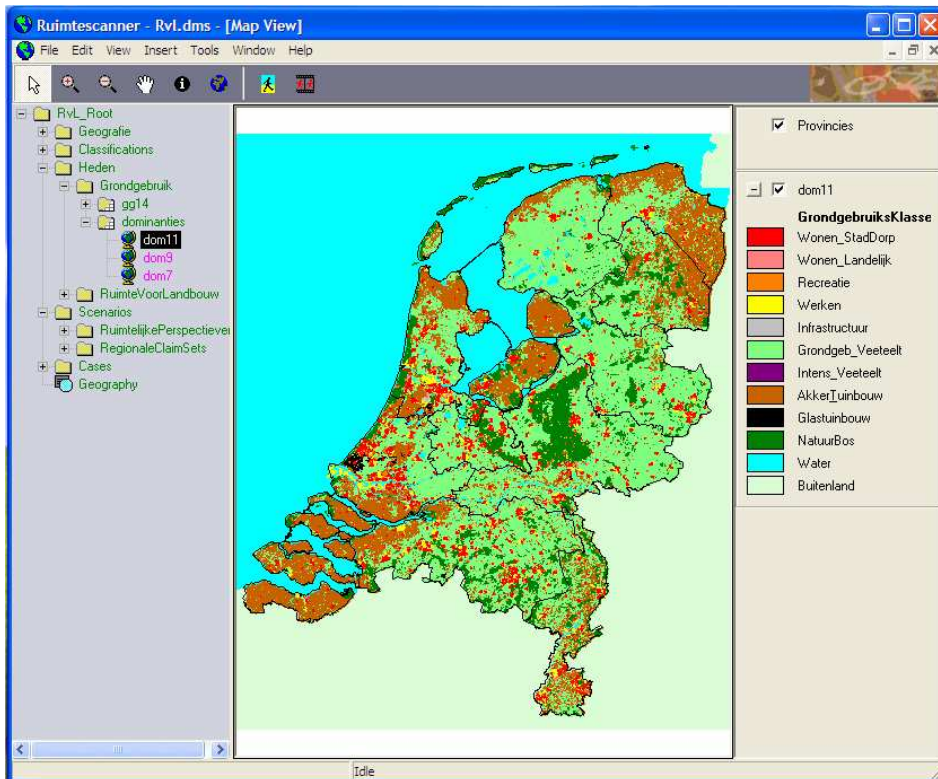 Ruimtescanner - RvL.dms - [Map View]
File Edit View Insert Tools Window Help
RvL_Root
Geografie
Classifications
Heden
Grondgebruik
gg14
dominanties
dom11
dom9
dom7
RuimteVoorLandbouw
Scenarios
RuimtelijkePerspectieve
RegionaleClaimSets
Cases
Geography
Provincies
dom11
GrondgebruiksKlasse
Wonen_StadDorp
Wonen_Landelijk
Recreatie
Werken
Infrastructuur
Grondgeb_Veeteelt
Intens_Veeteelt
AkkerTuinbouw
Glastuinbouw
NatuurBos
Water
Buitenland
Idle